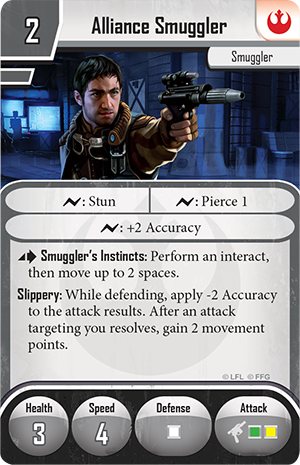 2
Alliance Smuggler
Smuggler
: Stun
: Pierce 1
: +2 Accuracy
Smuggler's Instincts: Perform an interact,
then move up to 2 spaces.
Slippery: While defending, apply -2 Accuracy
to the attack results. After an attack
targeting you resolves, gain 2 movement
points.
© LFL © FFG
Health
Speed
Defense
Attack
3
4